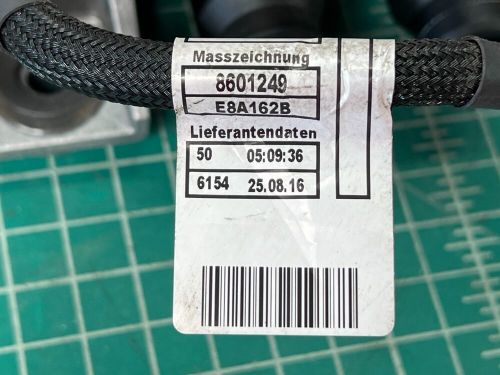 Masszeichnung
8601249
E8A162B
Lieferantendaten
50 05:09:36
6154 25.08.16